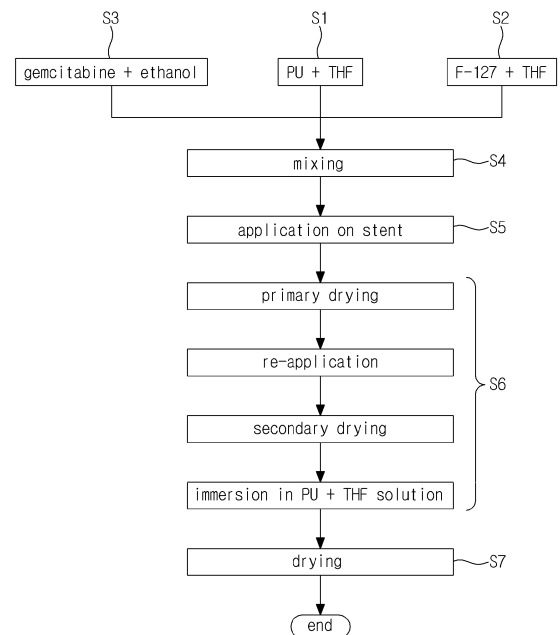 S3 S1 S2
gemcitabine + ethanol PU + THF F-127 + THF
mixing S4
application on stent S5
primary drying
re-application
S6
secondary drying
immersion in PU + THF solution
drying S7
end